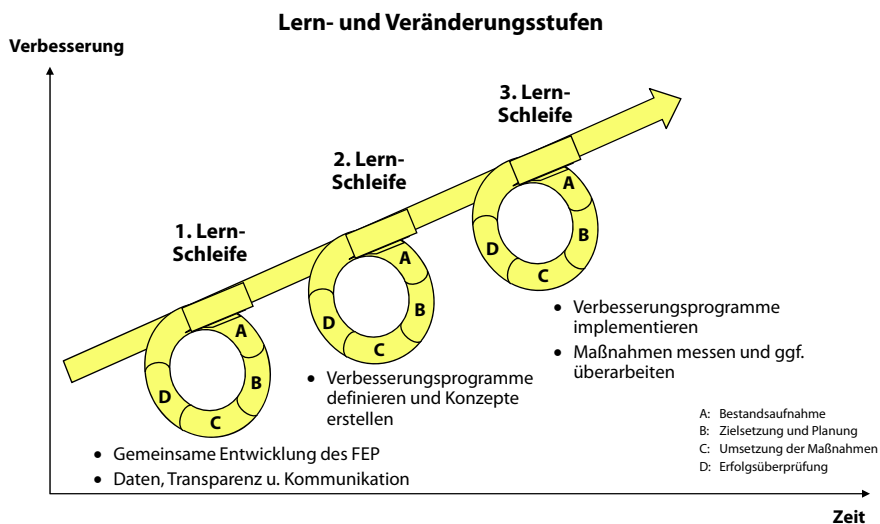 Lern- und Veränderungsstufen
Verbesserung
3. Lern-
Schleife
2. Lern-
Schleife
1. Lern-
Schleife
A
B
C
D
A
B
C
D
A
B
C
D
• Verbesserungsprogramme
implementieren
• Maßnahmen messen und ggf.
überarbeiten
• Verbesserungsprogramme
definieren und Konzepte
erstellen
• Gemeinsame Entwicklung des FEP
• Daten, Transparenz u. Kommunikation
A: Bestandsaufnahme
B: Zielsetzung und Planung
C: Umsetzung der Maßnahmen
D: Erfolgsüberprüfung
Zeit